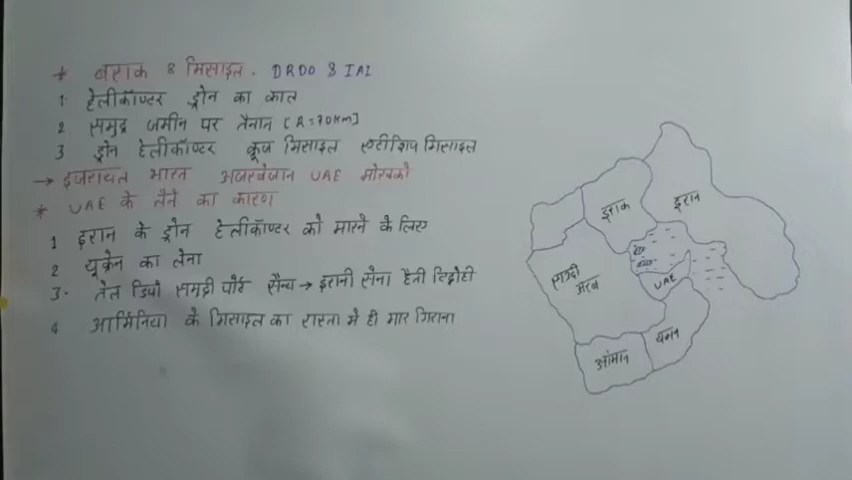 * बराक 8 मिसाइल. DRDO & IAI
1. हेलीकॉप्टर ड्रोन का काल
2 समुद्र जमीन पर तैनात [R=70km]
3 ड्रोन हेलीकॉप्टर क्रूज मिसाइल एन्टीशिप मिसाइल
→ इजरायल भारत अजरबेजान UAE मोरक्को
* UAE के लेने का कारण
1 इरान के ड्रोन हेलीकॉप्टर को मारने के लिए
2 यूक्रेन का लेना
3. तेल डिपो समुद्री पोर्ट सैन्य → इरानी सेना हूती विद्रोही
4 आर्मिनिया के मिसाइल का रास्ता मे ही मार गिराना
इराक
इरान
सऊदी
अरब
UAE
ओमान
यमन